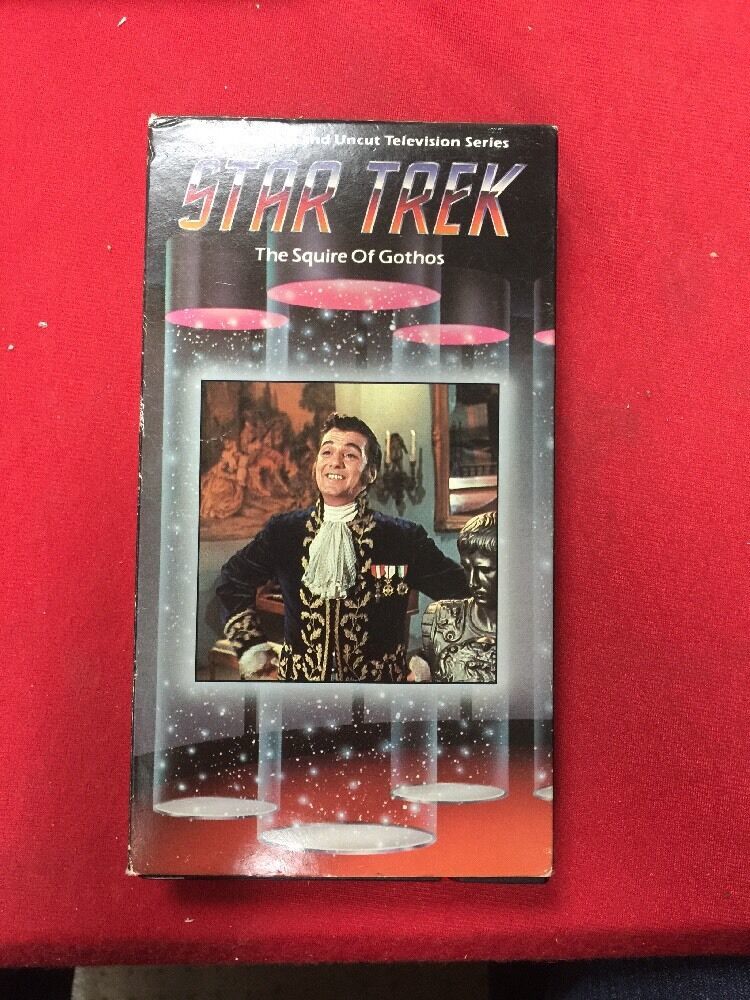 and Uncut Television Series
STAR TREK
The Squire Of Gothos